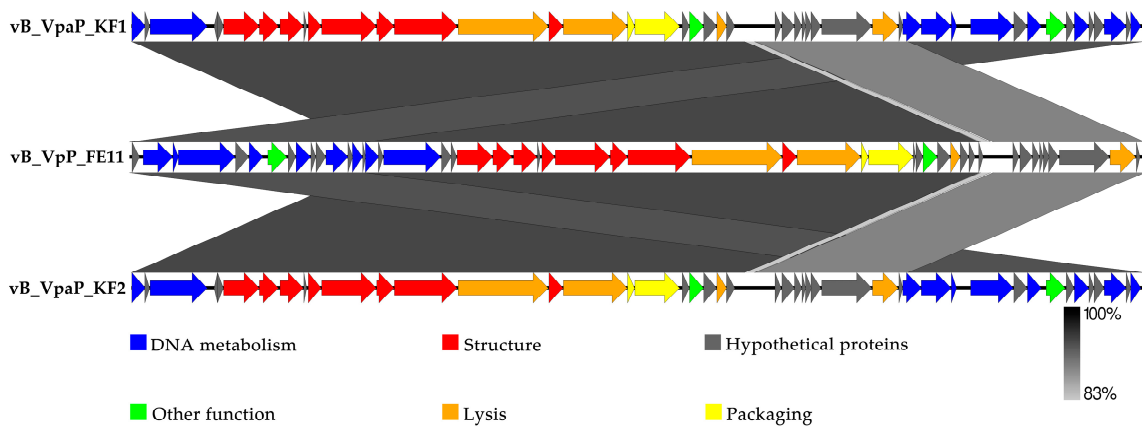 vB_VpaP_KF1
vB_VpP_FE11
vB_VpaP_KF2
DNA metabolism
Structure
Hypothetical proteins
100%
83%
Other function
Lysis
Packaging